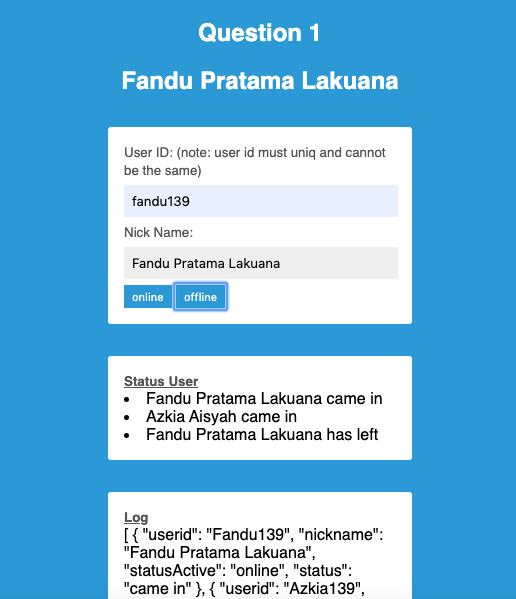 Question 1
Fandu Pratama Lakuana
User ID: (note: user id must uniq and cannot
be the same)
fandu139
Nick Name:
Fandu Pratama Lakuana
online offline
Status User
• Fandu Pratama Lakuana came in
• Azkia Aisyah came in
• Fandu Pratama Lakuana has left
Log
[ { "userid": "Fandu139", "nickname":
"Fandu Pratama Lakuana",
"statusActive": "online", "status":
"came in" }, { "userid": "Azkia139",